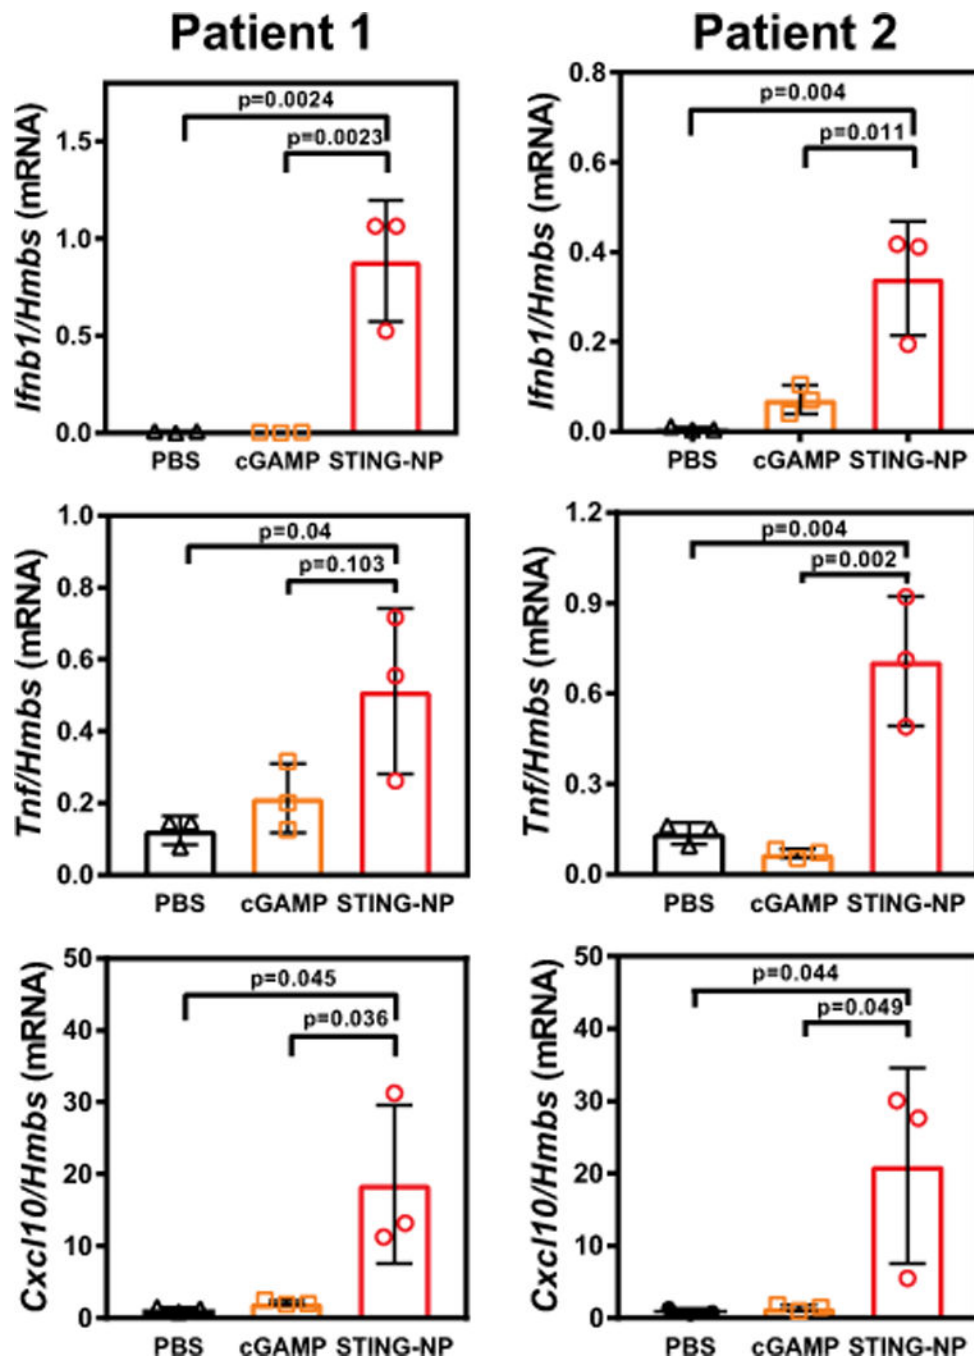 Patient 1
Patient 2
Ifnb1/Hmbs (mRNA)
1.5
1.0
0.5
0.0
p=0.0024
p=0.0023
PBS cGAMP STING-NP
Ifnb1/Hmbs (mRNA)
0.8
0.6
0.4
0.2
0.0
p=0.004
p=0.011
PBS cGAMP STING-NP
Tnf/Hmbs (mRNA)
1.0
0.8
0.6
0.4
0.2
0.0
p=0.04
p=0.103
PBS cGAMP STING-NP
Tnf/Hmbs (mRNA)
1.2
0.9
0.6
0.3
0.0
p=0.004
p=0.002
PBS cGAMP STING-NP
Cxcl10/Hmbs (mRNA)
50
40
30
20
10
0
p=0.045
p=0.036
PBS cGAMP STING-NP
Cxcl10/Hmbs (mRNA)
50
40
30
20
10
0
p=0.044
p=0.049
PBS cGAMP STING-NP